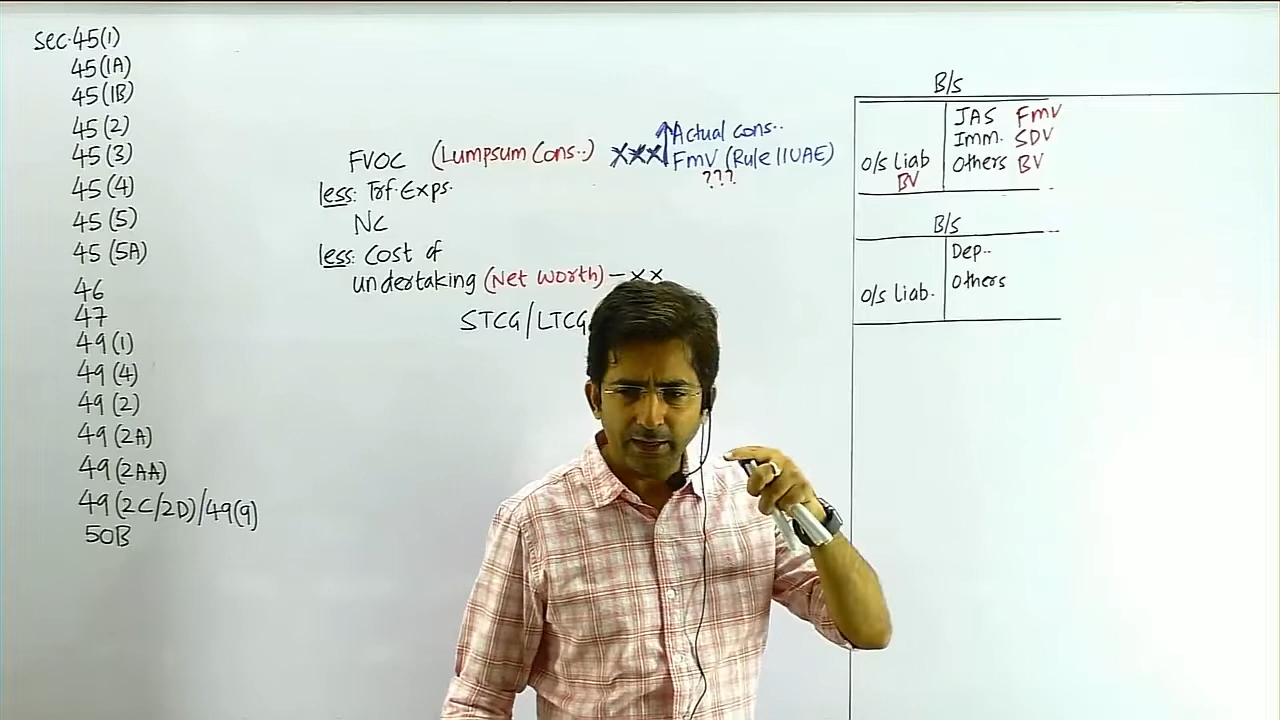 Sec.45(1)
45(1A)
45(1B)
45(2)
45(3)
45(4)
45(5)
45(5A)
46
47
49(1)
49(4)
49(2)
49(2A)
49(2AA)
49(2C/2D)/49(9)
50B
FVOC (Lumpsum Cons..) XXX Actual cons..
FMV (Rule 11UAE)
???
less: Trf. Exps.
NC
less: Cost of
undertaking (Net Worth) – XX
STCG/LTCG
B/S
JAS FMV
Imm. SDV
O/s Liab Others BV
BV
B/S
Dep..
O/s Liab. Others